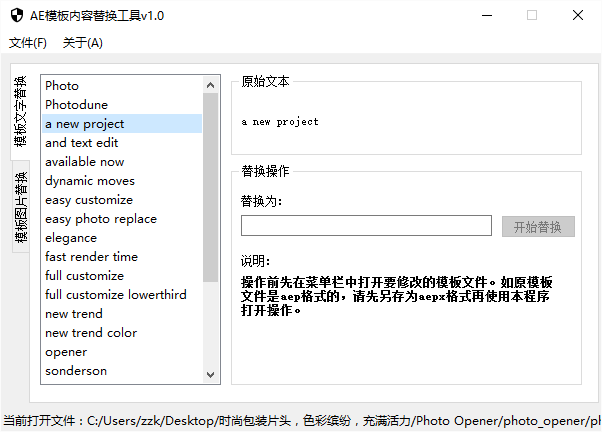 AE模板内容替换工具v1.0
文件(F) 关于(A)
模板文字替换
模板图片替换
Photo
Photodune
a new project
and text edit
available now
dynamic moves
easy customize
easy photo replace
elegance
fast render time
full customize
full customize lowerthird
new trend
new trend color
opener
sonderson
原始文本
a new project
替换操作
替换为:
开始替换
说明:
操作前先在菜单栏中打开要修改的模板文件。如原模板
文件是aep格式的，请先另存为aepx格式再使用本程序
打开操作。
当前打开文件：C:/Users/zzk/Desktop/时尚包装片头，色彩缤纷，充满活力/Photo Opener/photo_opener/ph